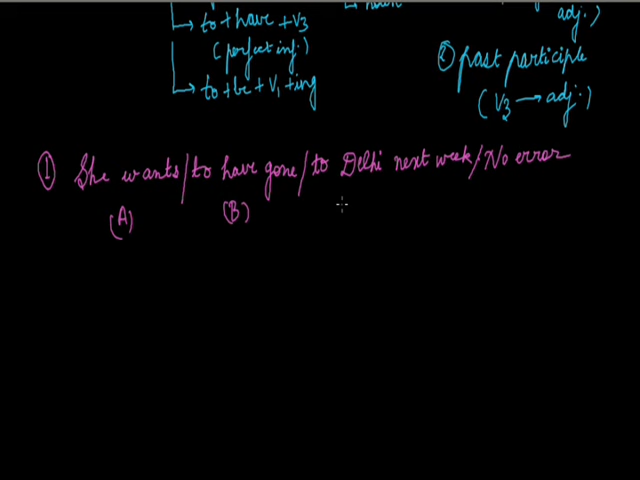 to + have + V3
adj.)
(perfect inf.)
② past participle
to + be + V1 + ing
(V3 → adj.)
① She wants / to have gone / to Delhi next week / No error
(A) (B)